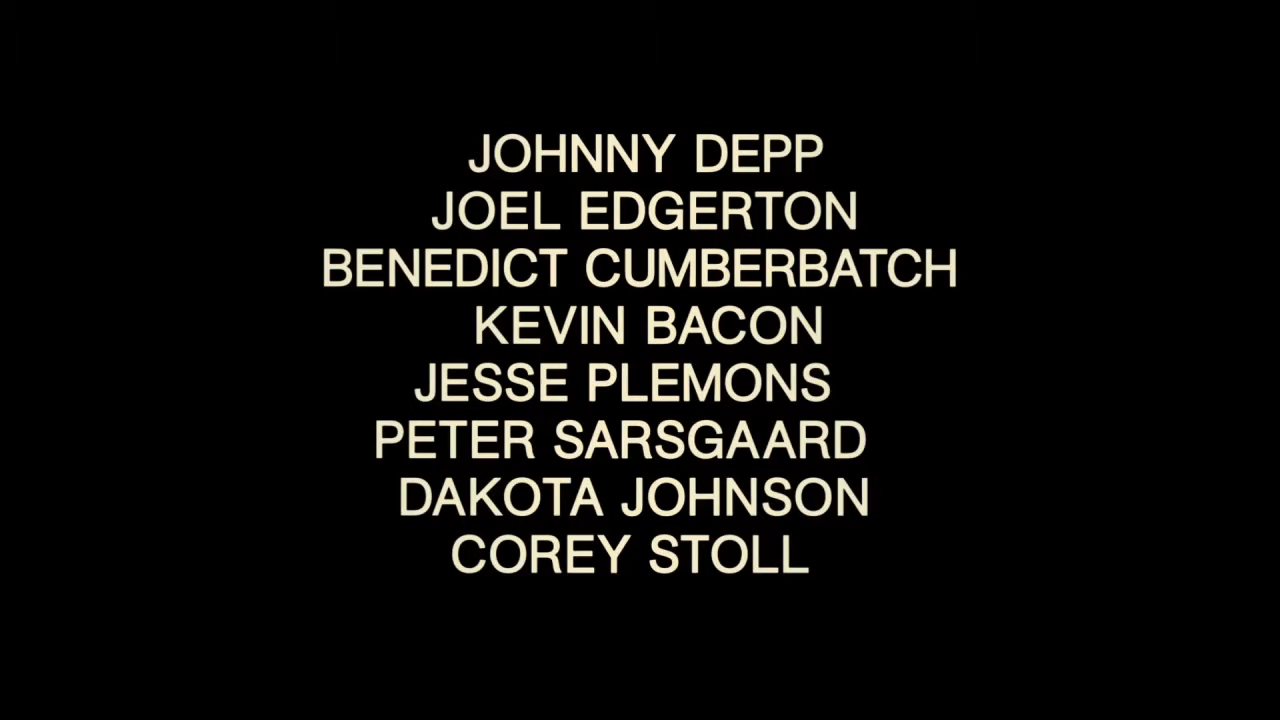 JOHNNY DEPP
JOEL EDGERTON
BENEDICT CUMBERBATCH
KEVIN BACON
JESSE PLEMONS
PETER SARSGAARD
DAKOTA JOHNSON
COREY STOLL